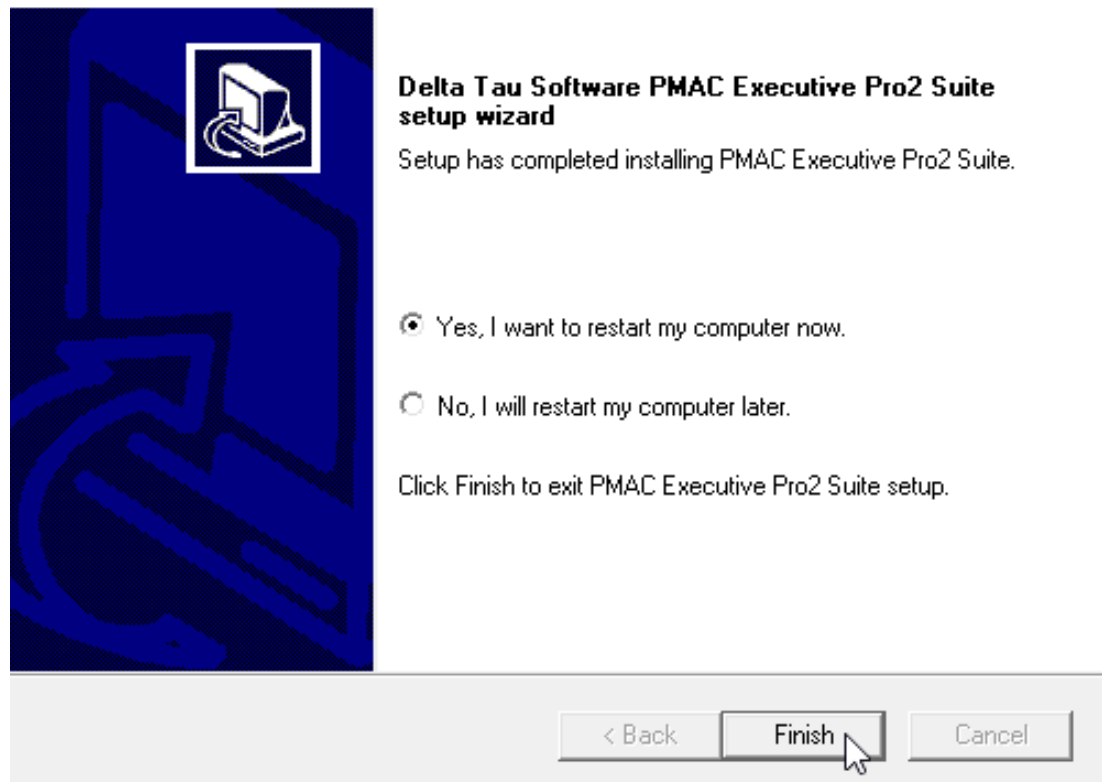 Delta Tau Software PMAC Executive Pro2 Suite
setup wizard
Setup has completed installing PMAC Executive Pro2 Suite.
Yes, I want to restart my computer now.
No, I will restart my computer later.
Click Finish to exit PMAC Executive Pro2 Suite setup.
< Back
Finish
Cancel